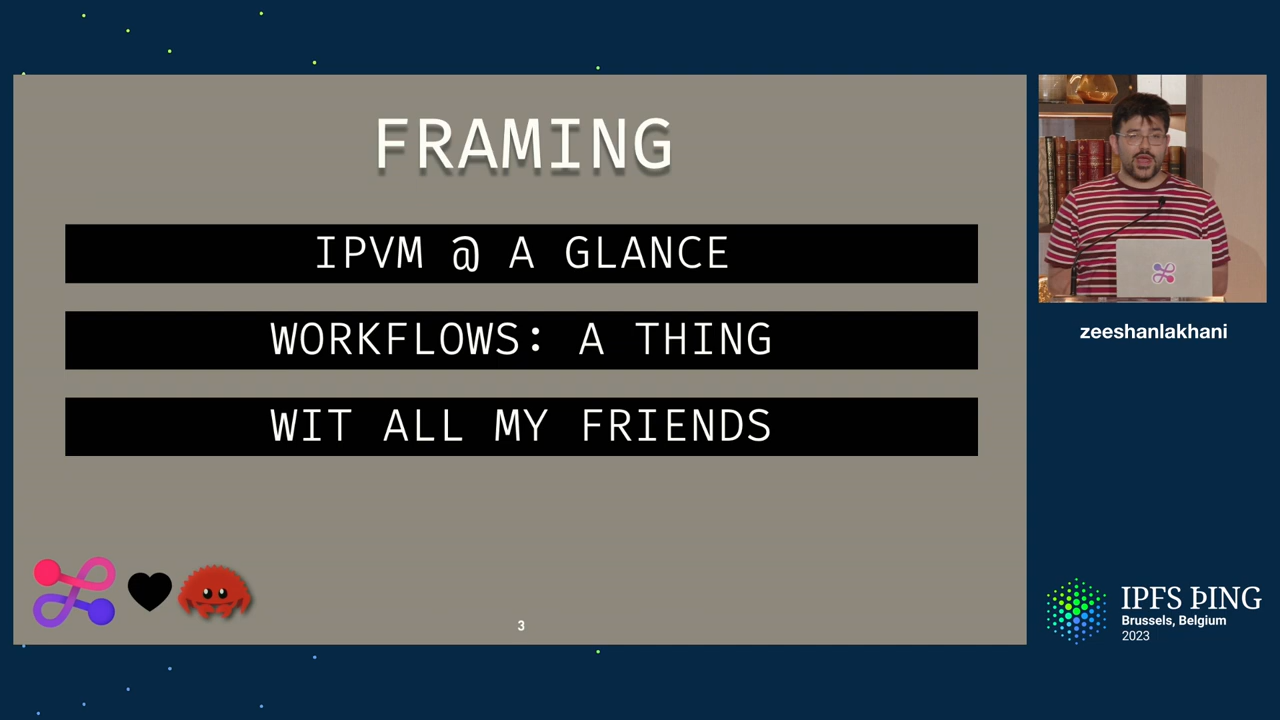 FRAMING
IPVM @ A GLANCE
WORKFLOWS: A THING
WIT ALL MY FRIENDS
3
zeeshanlakhani
IPFS ÞING
Brussels, Belgium
2023